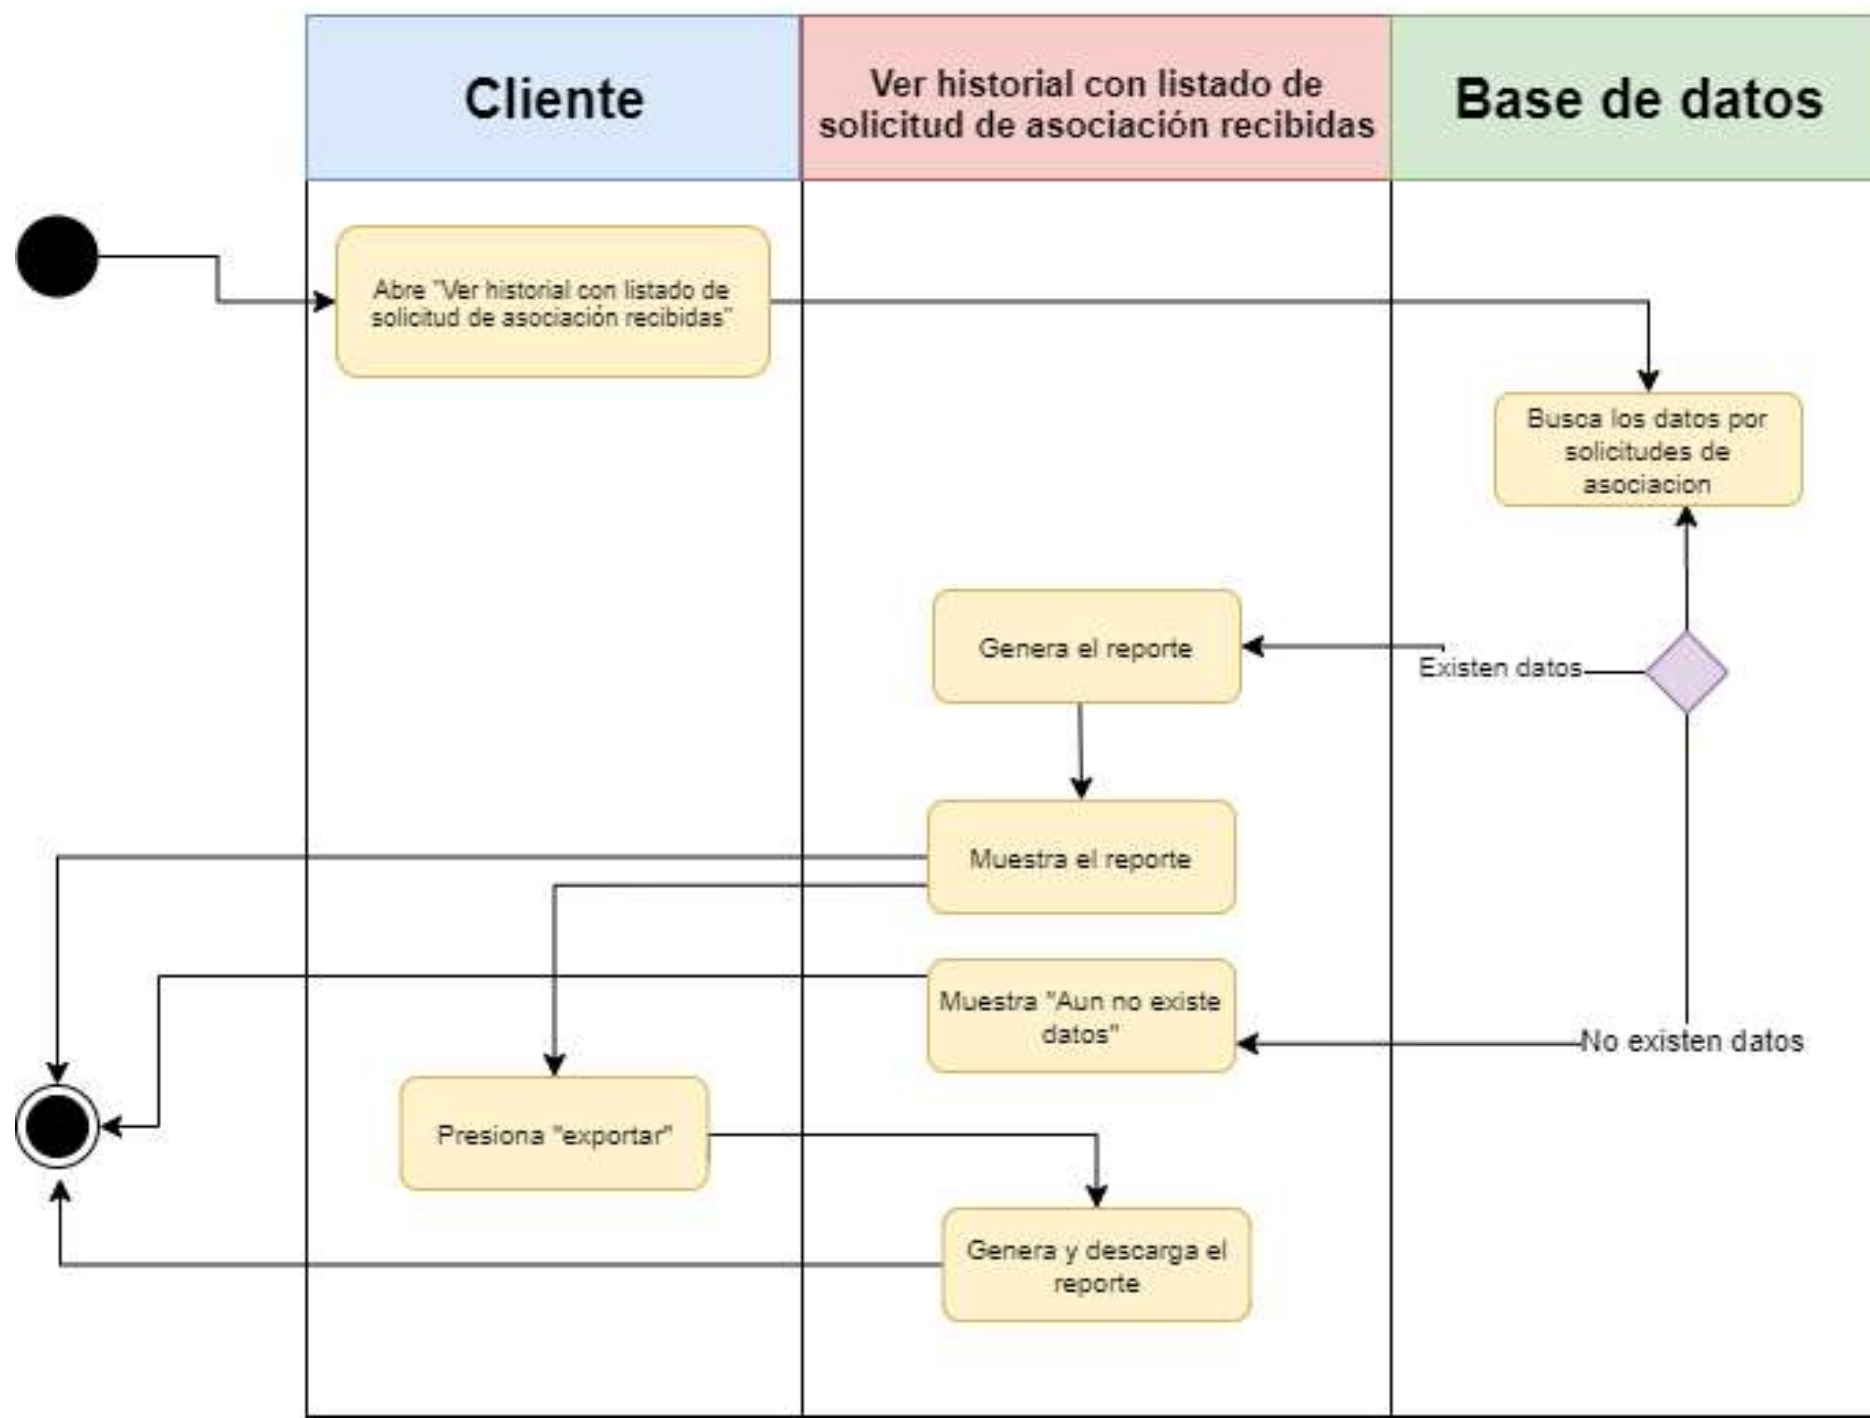 Cliente
Ver historial con listado de
solicitud de asociación recibidas
Base de datos
Abre "Ver historial con listado de
solicitud de asociación recibidas"
Busca los datos por
solicitudes de
asociacion
Genera el reporte
Existen datos
Muestra el reporte
Muestra "Aun no existe
datos"
No existen datos
Presiona "exportar"
Genera y descarga el
reporte